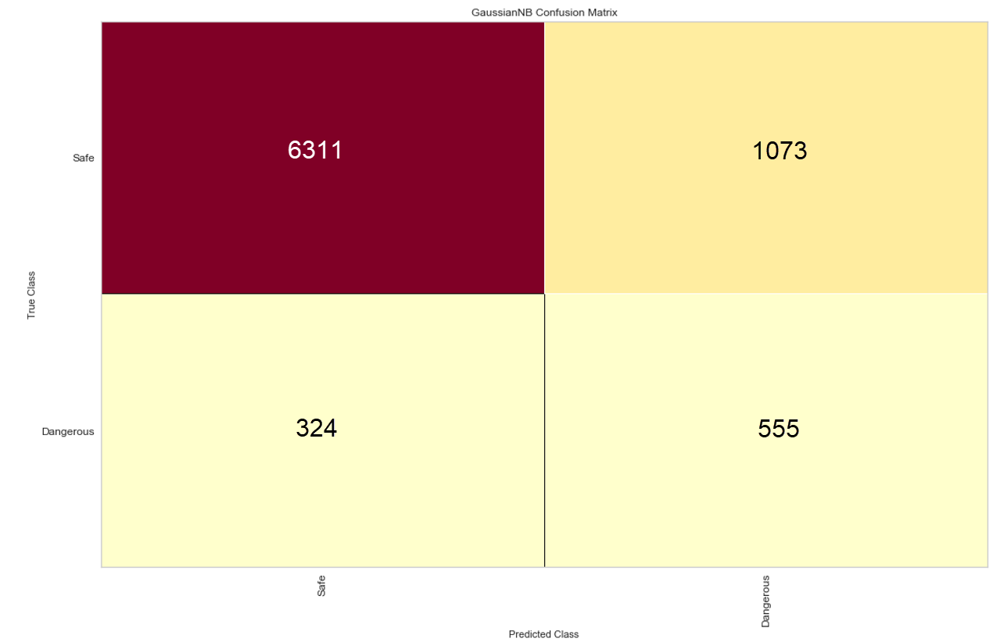 GaussianNB Confusion Matrix
Safe
6311
1073
True Class
Dangerous
324
555
Safe
Dangerous
Predicted Class